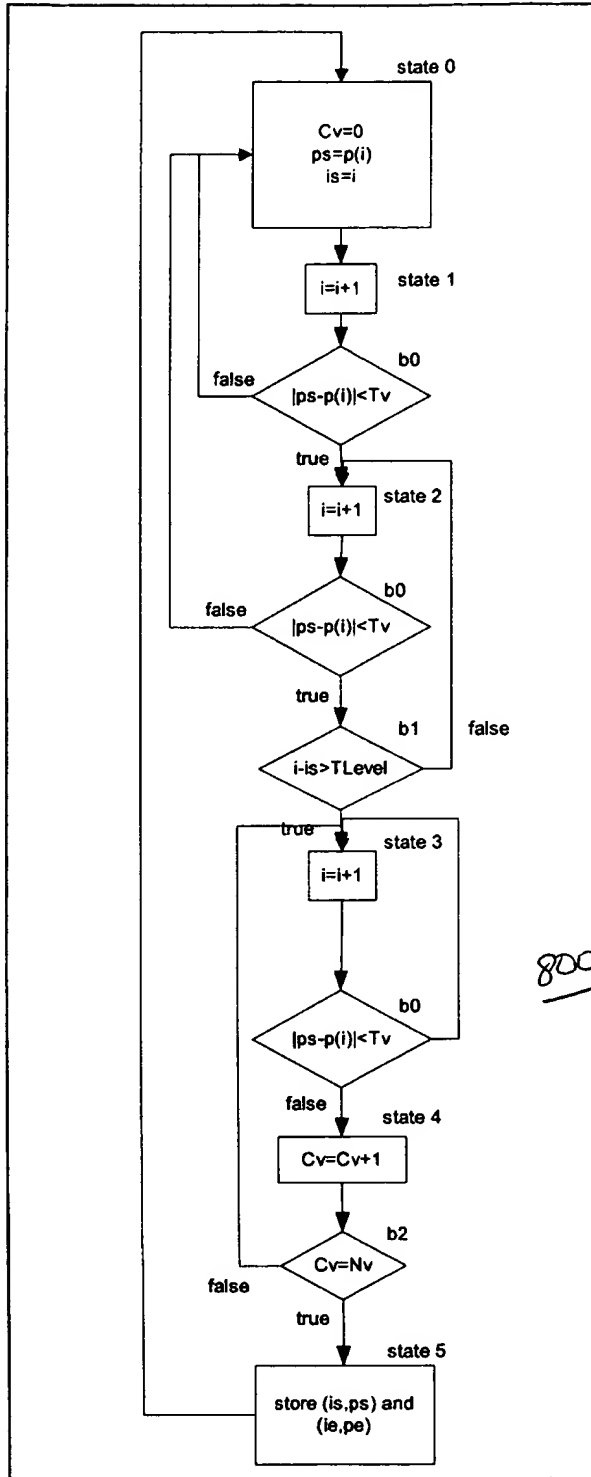 state 0
Cv=0
ps=p(i)
is=i
state 1
i=i+1
b0
|ps-p(i)|<Tv
false
true
state 2
i=i+1
b0
|ps-p(i)|<Tv
false
true
b1
i-is>TLevel
false
true
state 3
i=i+1
800
b0
|ps-p(i)|<Tv
false
state 4
Cv=Cv+1
b2
Cv=Nv
false
true
state 5
store (is,ps) and
(ie,pe)